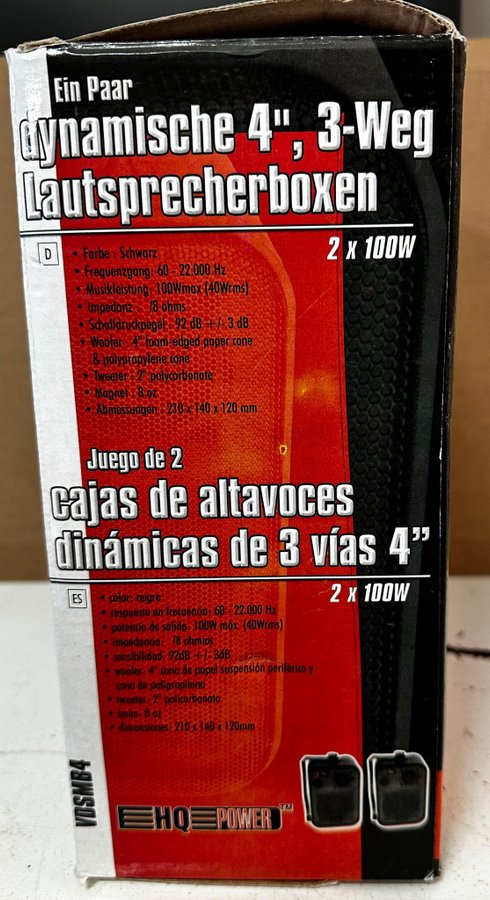 Ein Paar
dynamische 4", 3-Weg
Lautsprecherboxen
2 x 100W
D
• Farbe : Schwarz
• Frequenzgang: 60 - 22.000 Hz
• Musikleistung: 100Wmax (40Wrms)
• Impedanz : /8 ohms
• Schalldruckpegel : 92 dB +/- 3 dB
• Woofer : 4" foam-edged paper cone
& polypropylene cone
• Tweeter : 2" polycarbonate
• Magnet : 8 oz
• Abmessungen : 210 x 140 x 120 mm
Juego de 2
cajas de altavoces
dinámicas de 3 vías 4”
2 x 100W
ES
• color: negro
• respuesta en frecuencia: 60 - 22.000 Hz
• potencia de salida: 100W máx. (40Wrms)
• impedancia: /8 ohmios
• sensibilidad: 92dB +/- 3dB
• woofer: 4" cono de papel suspensión periférica y
cono de polipropileno
• tweeter: 2" policarbonato
• imán: 8 oz
• dimensiones: 210 x 140 x 120mm
VDSMB4
HQ POWER™